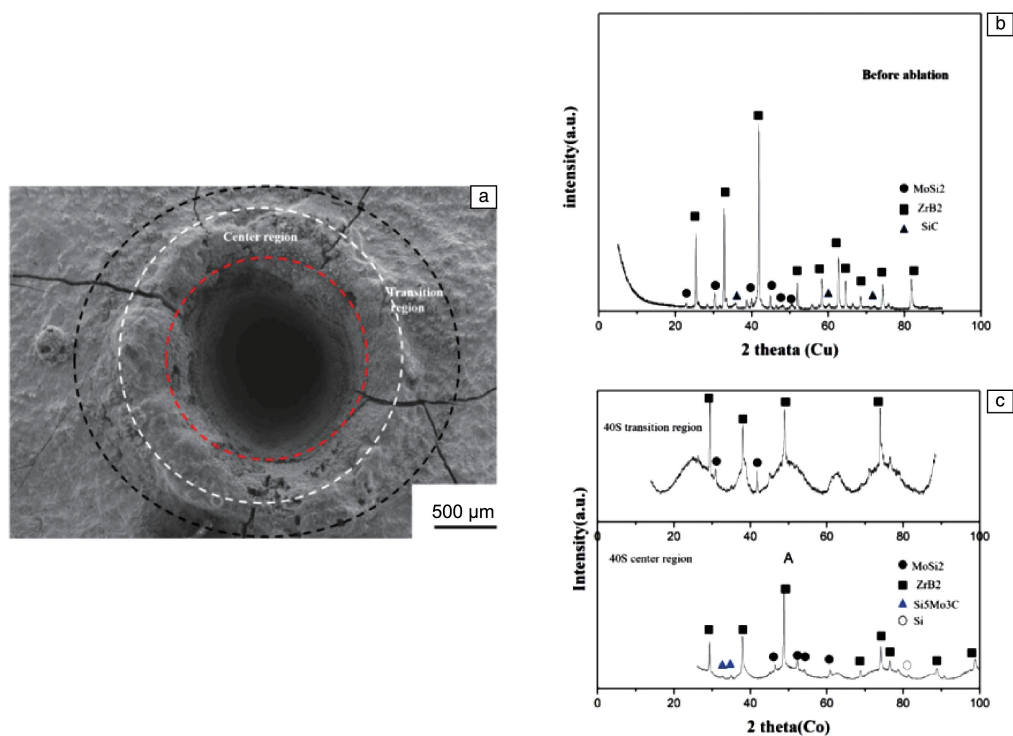 a
Center region
Transition
region
500 µm
b
Before ablation
intensity(a.u.)
MoSi2
ZrB2
SiC
0 20 40 60 80 100
2 theata (Cu)
c
40S transition region
0 20 40 60 80 100
Intensity(a.u.)
A
40S center region
MoSi2
ZrB2
Si5Mo3C
Si
0 20 40 60 80 100
2 theta(Co)